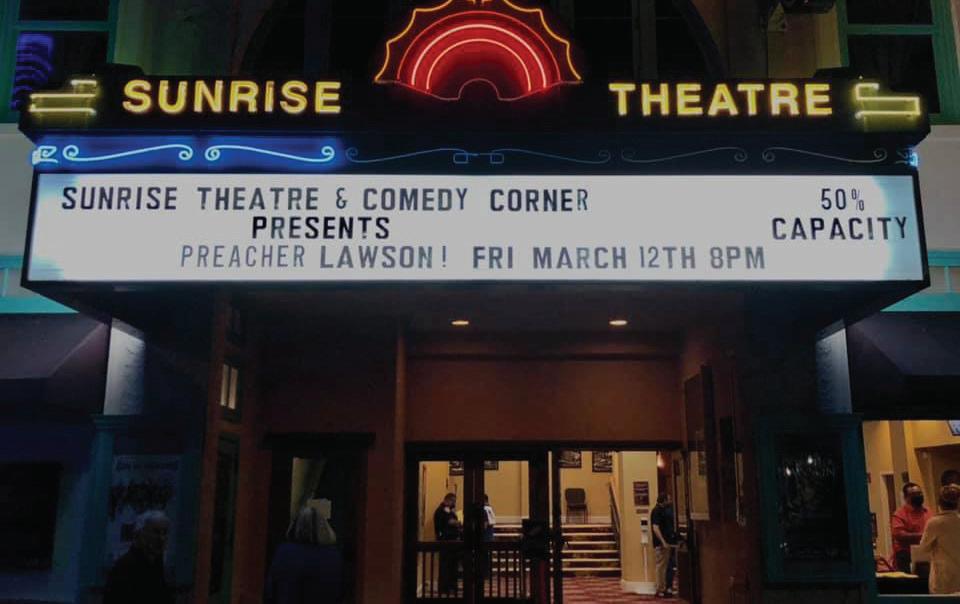 SUNRISE THEATRE
SUNRISE THEATRE & COMEDY CORNER
PRESENTS
PREACHER LAWSON! FRI MARCH 12TH 8PM
50%
CAPACITY